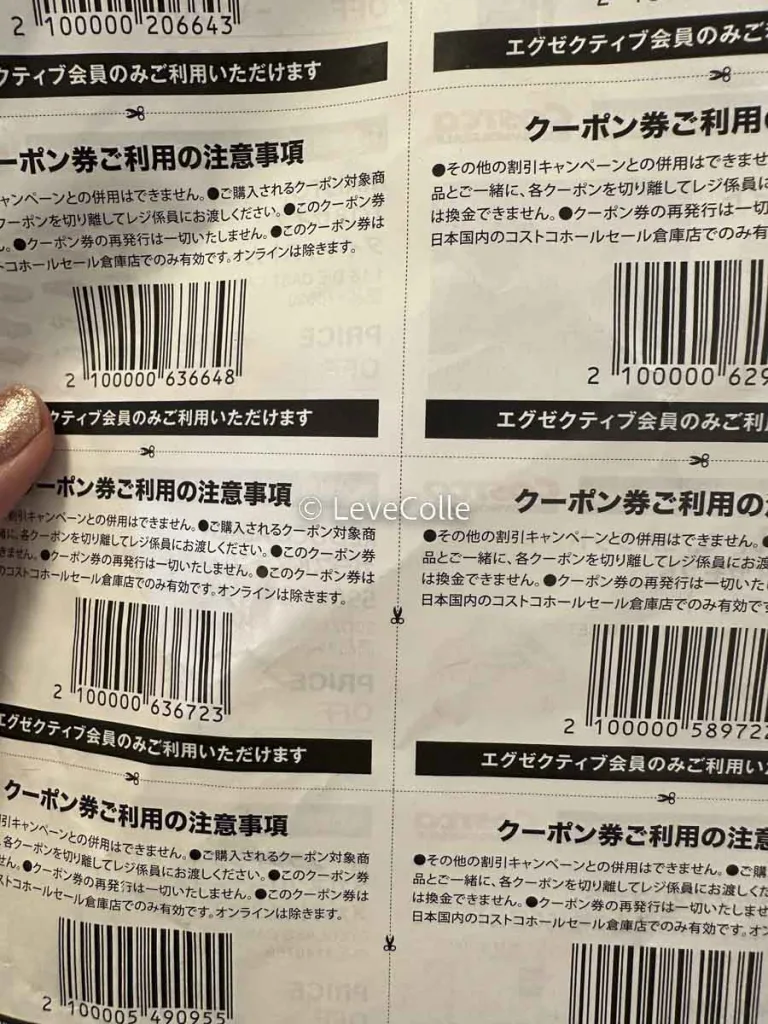 2 100000 206643
クティブ会員のみご利用いただけます
エグゼクティブ会員のみご
ーポン券ご利用の注意事項
ャンペーンとの併用はできません。●ご購入されるクーポン対象商
クーポンを切り離してレジ係員にお渡しください。●このクーポン券
ん。●クーポン券の再発行は一切いたしません。●このクーポン券は
トコホールセール倉庫店でのみ有効です。オンラインは除きます。
2 100000 636648
クティブ会員のみご利用いただけます
クーポン券ご利用の
●その他の割引キャンペーンとの併用はできませ
品とご一緒に、各クーポンを切り離してレジ係員に
は換金できません。●クーポン券の再発行は一切
日本国内のコストコホールセール倉庫店でのみ有
2 100000 629
エグゼクティブ会員のみご利
ーポン券ご利用の注意事項
割引キャンペーンとの併用はできません。●ご購入されるクーポン対象商
緒に、各クーポンを切り離してレジ係員にお渡しください。●このクーポン券
きません。●クーポン券の再発行は一切いたしません。●このクーポン券は
のコストコホールセール倉庫店でのみ有効です。オンラインは除きます。
2 100000 636723
エグゼクティブ会員のみご利用いただけます
© LeveColle
クーポン券ご利用の
●その他の割引キャンペーンとの併用はできません。
品とご一緒に、各クーポンを切り離してレジ係員にお渡
は換金できません。●クーポン券の再発行は一切いた
日本国内のコストコホールセール倉庫店でのみ有効で
2 100000 589722
エグゼクティブ会員のみご利用い
クーポン券ご利用の注意事項
引キャンペーンとの併用はできません。●ご購入されるクーポン対象商
、各クーポンを切り離してレジ係員にお渡しください。●このクーポン券
せん。●クーポン券の再発行は一切いたしません。●このクーポン券は
ストコホールセール倉庫店でのみ有効です。オンラインは除きます。
2 100005 490955
クーポン券ご利用の注意
●その他の割引キャンペーンとの併用はできません。●ご購
品とご一緒に、各クーポンを切り離してレジ係員にお渡しくだ
は換金できません。●クーポン券の再発行は一切いたしませ
日本国内のコストコホールセール倉庫店でのみ有効です。オン